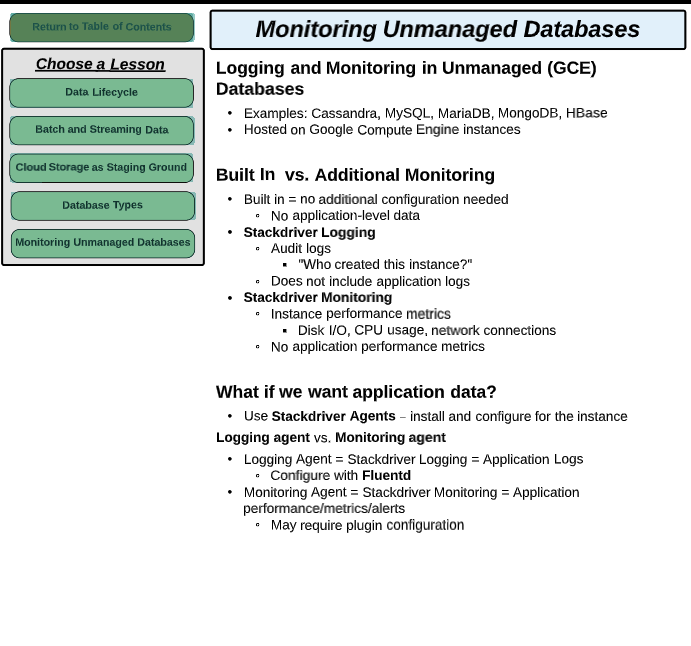 Return to Table of Contents
Choose a Lesson
Data Lifecycle
Batch and Streaming Data
Cloud Storage as Staging Ground
Database Types
Monitoring Unmanaged Databases
Monitoring Unmanaged Databases
Logging and Monitoring in Unmanaged (GCE)
Databases
• Examples: Cassandra, MySQL, MariaDB, MongoDB, HBase
• Hosted on Google Compute Engine instances
Built In vs. Additional Monitoring
• Built in = no additional configuration needed
◦ No application-level data
• Stackdriver Logging
◦ Audit logs
▪ "Who created this instance?"
◦ Does not include application logs
• Stackdriver Monitoring
◦ Instance performance metrics
▪ Disk I/O, CPU usage, network connections
◦ No application performance metrics
What if we want application data?
• Use Stackdriver Agents – install and configure for the instance
Logging agent vs. Monitoring agent
• Logging Agent = Stackdriver Logging = Application Logs
◦ Configure with Fluentd
• Monitoring Agent = Stackdriver Monitoring = Application
performance/metrics/alerts
◦ May require plugin configuration